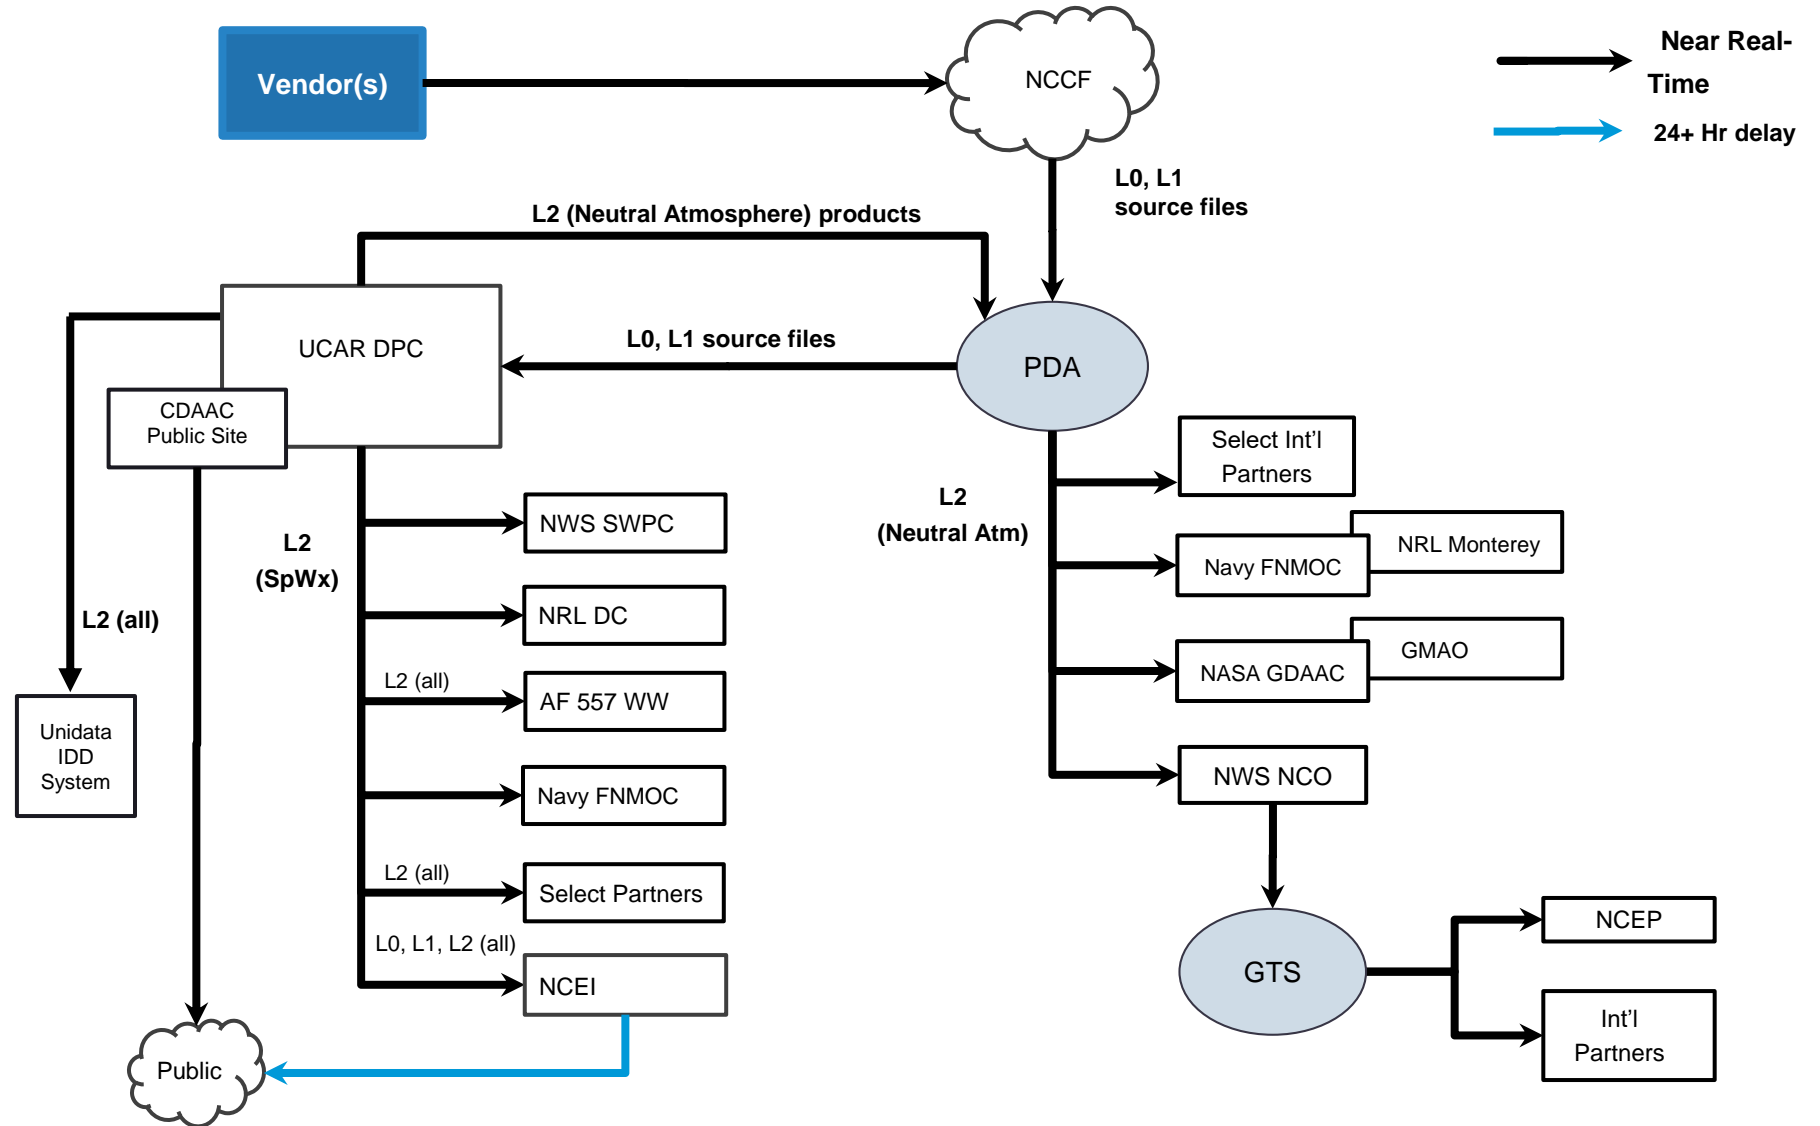 Vendor(s)
NCCF
Near Real-
Time
24+ Hr delay
L0, L1
source files
L2 (Neutral Atmosphere) products
UCAR DPC
L0, L1 source files
PDA
CDAAC
Public Site
Select Int'l
Partners
L2
(Neutral Atm)
NWS SWPC
NRL Monterey
Navy FNMOC
L2
(SpWx)
NRL DC
L2 (all)
GMAO
NASA GDAAC
L2 (all)
AF 557 WW
Unidata
IDD
System
Navy FNMOC
NWS NCO
L2 (all)
Select Partners
L0, L1, L2 (all)
NCEI
NCEP
GTS
Int'l
Partners
Public